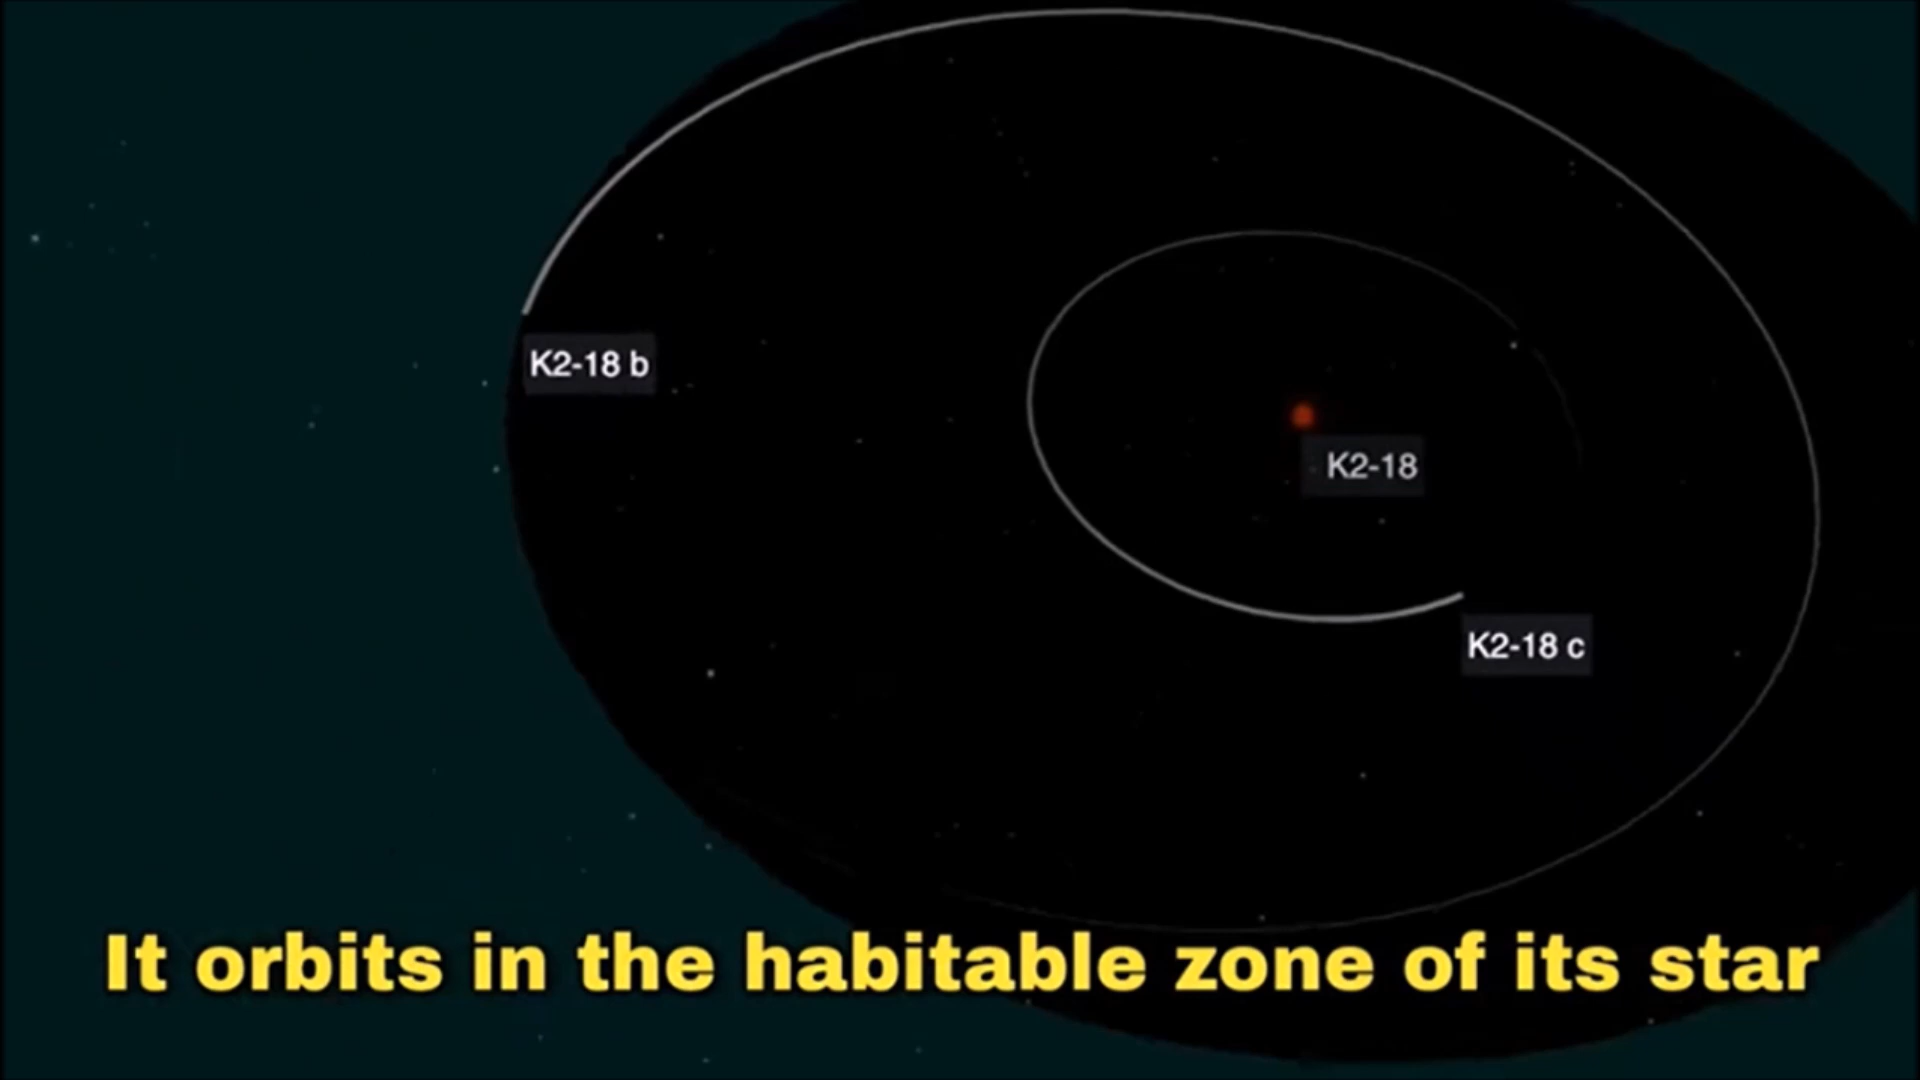 K2-18 b
K2-18
K2-18 c
It orbits in the habitable zone of its star